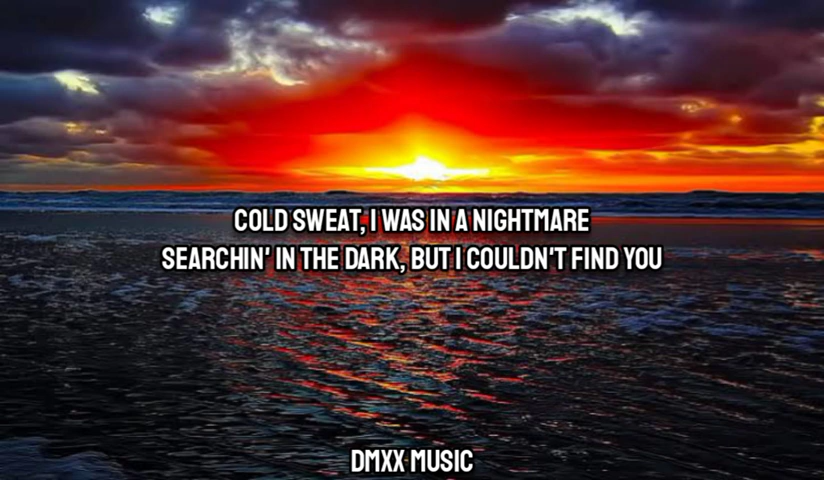 COLD SWEAT, I WAS IN A NIGHTMARE
SEARCHIN' IN THE DARK, BUT I COULDN'T FIND YOU
DMXX MUSIC